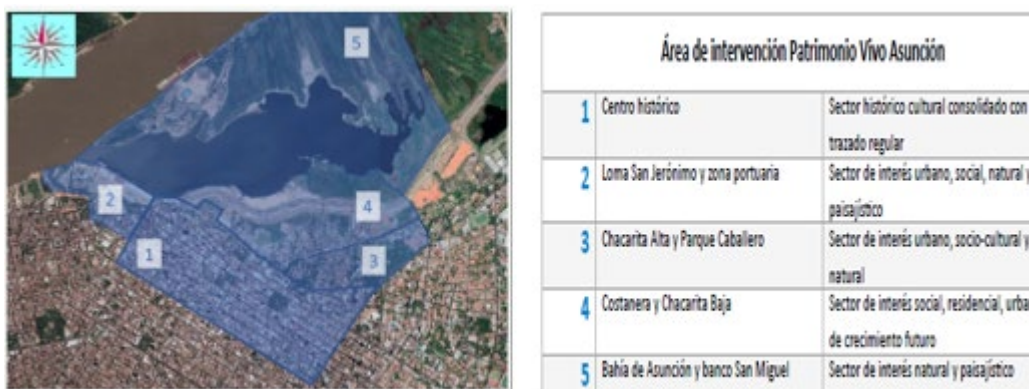 5
2
4
1
3
Área de intervención Patrimonio Vivo Asunción
1 Centro histórico Sector histórico cultural consolidado con
trazado regular
2 Loma San Jerónimo y zona portuaria Sector de interés urbano, social, natural y
paisajístico
3 Chacarita Alta y Parque Caballero Sector de interés urbano, socio-cultural y
natural
4 Costanera y Chacarita Baja Sector de interés social, residencial, urba
de crecimiento futuro
5 Bahía de Asunción y banco San Miguel Sector de interés natural y paisajístico